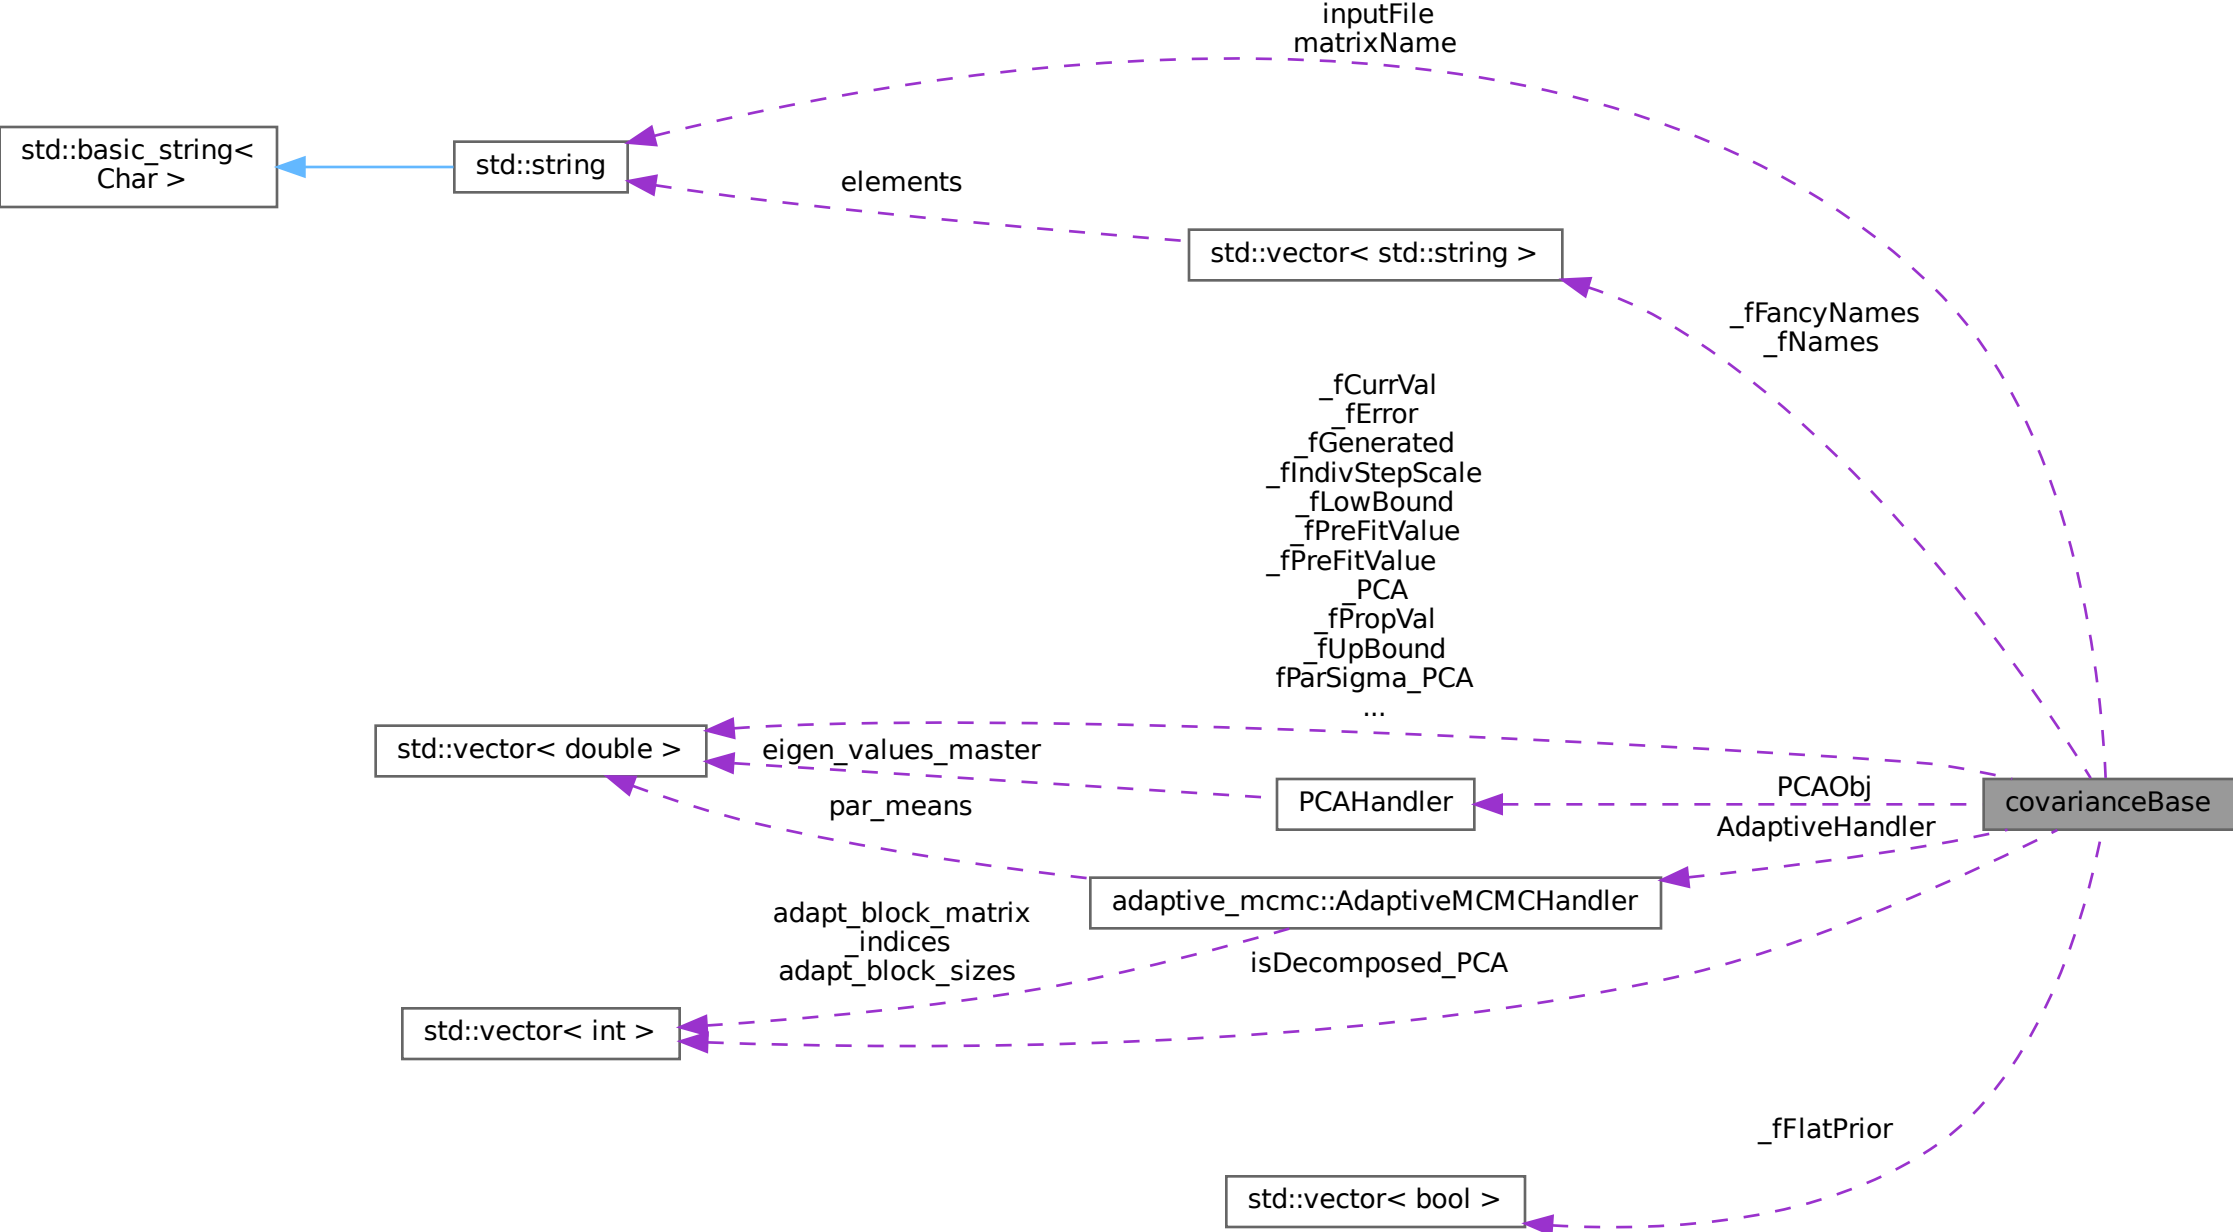 inputFile
matrixName
std::basic_string<
Char >
std::string
elements
std::vector< std::string >
_fFancyNames
_fNames
_fCurrVal
_fError
_fGenerated
_fIndivStepScale
_fLowBound
_fPreFitValue
_fPreFitValue
_PCA
_fPropVal
_fUpBound
fParSigma_PCA
...
std::vector< double >
eigen_values_master
PCAHandler
PCAObj
covarianceBase
par_means
AdaptiveHandler
adaptive_mcmc::AdaptiveMCMCHandler
adapt_block_matrix
_indices
adapt_block_sizes
isDecomposed_PCA
std::vector< int >
_fFlatPrior
std::vector< bool >